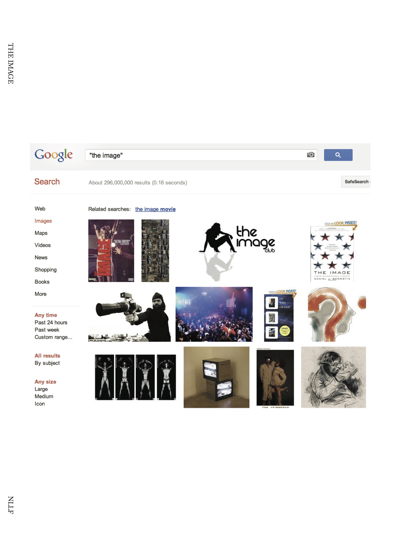 THE IMAGE
Google
"the image"
Search
About 296,000,000 results (0.16 seconds)
SafeSearch
Web
Images
Maps
Videos
News
Shopping
Books
More
Any time
Past 24 hours
Past week
Custom range...
All results
By subject
Any size
Large
Medium
Icon
Related searches: the image movie
the
image
club
THE IMAGE
NLLF